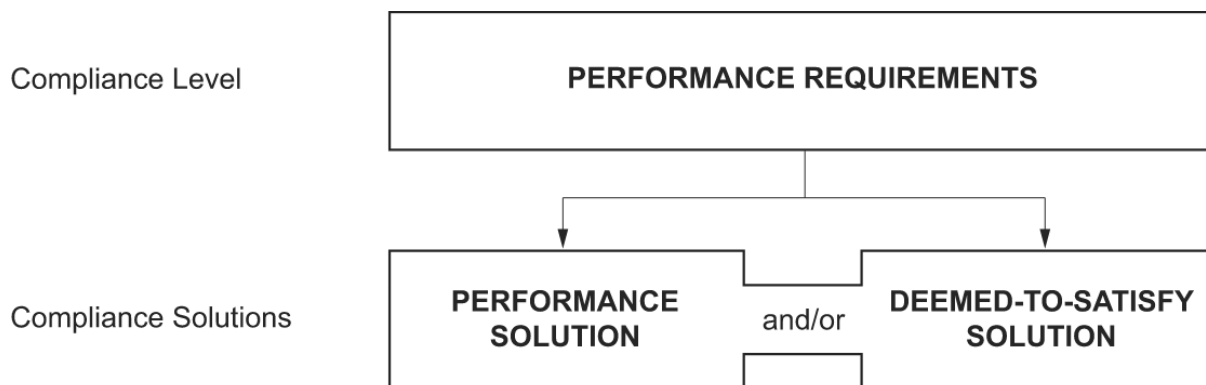 Compliance Level
PERFORMANCE REQUIREMENTS
Compliance Solutions
PERFORMANCE
SOLUTION
and/or
DEEMED-TO-SATISFY
SOLUTION